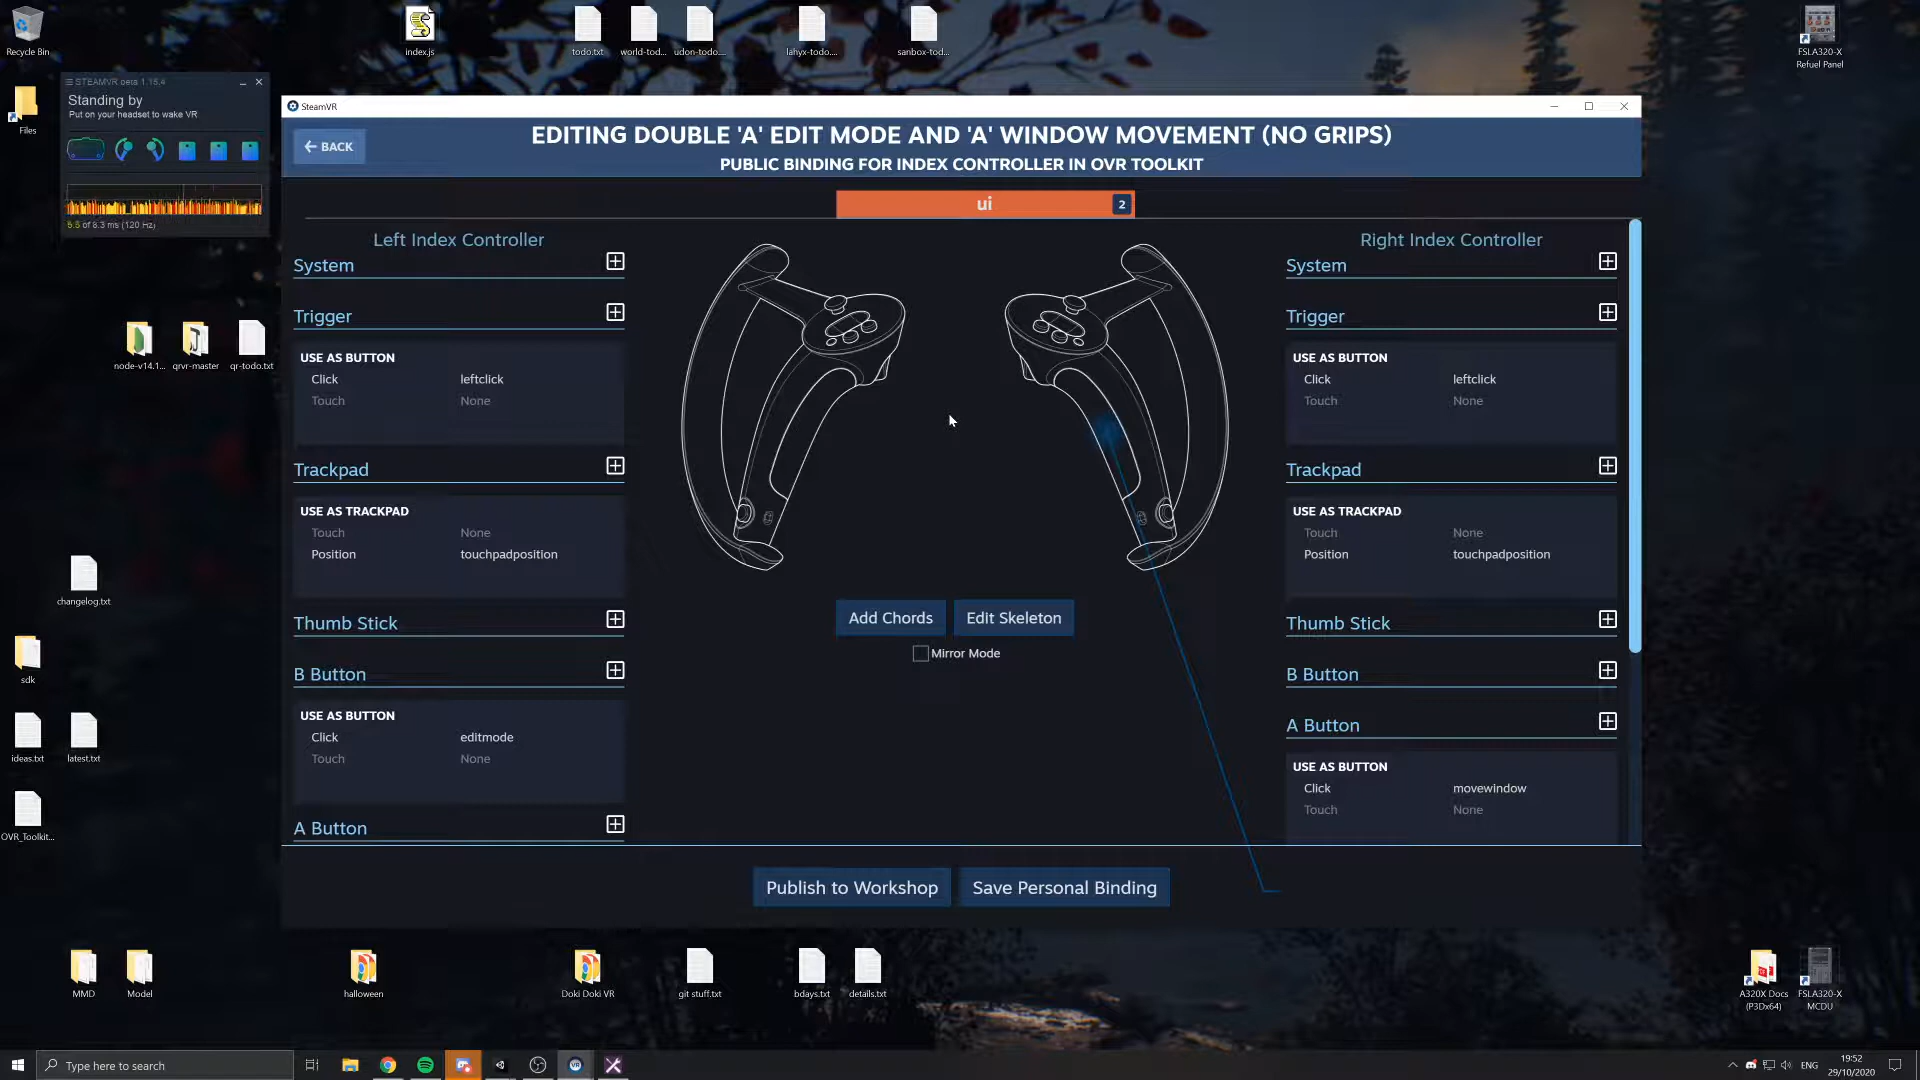 Recycle Bin
index.js
todo.txt
world-tod...
udon-todo....
lahyx-todo....
sanbox-tod...
FSLA320-X
Refuel Panel
STEAMVR beta 1.15.4
Standing by
Put on your headset to wake VR
5.5 of 8.3 ms (120 Hz)
Files
SteamVR
BACK
EDITING DOUBLE 'A' EDIT MODE AND 'A' WINDOW MOVEMENT (NO GRIPS)
PUBLIC BINDING FOR INDEX CONTROLLER IN OVR TOOLKIT
ui 2
Left Index Controller
System
Trigger
USE AS BUTTON
Click leftclick
Touch None
Trackpad
USE AS TRACKPAD
Touch None
Position touchpadposition
Thumb Stick
B Button
USE AS BUTTON
Click editmode
Touch None
A Button
Add Chords
Edit Skeleton
Mirror Mode
Right Index Controller
System
Trigger
USE AS BUTTON
Click leftclick
Touch None
Trackpad
USE AS TRACKPAD
Touch None
Position touchpadposition
Thumb Stick
B Button
A Button
USE AS BUTTON
Click movewindow
Touch None
Publish to Workshop
Save Personal Binding
node-v14.1...
qrvr-master
qr-todo.txt
changelog.txt
sdk
ideas.txt
latest.txt
OVR_Toolkit...
MMD
Model
halloween
Doki Doki VR
git stuff.txt
bdays.txt
details.txt
A320X Docs
(P3Dx64)
FSLA320-X
MCDU
Type here to search
ENG
19:52
29/10/2020